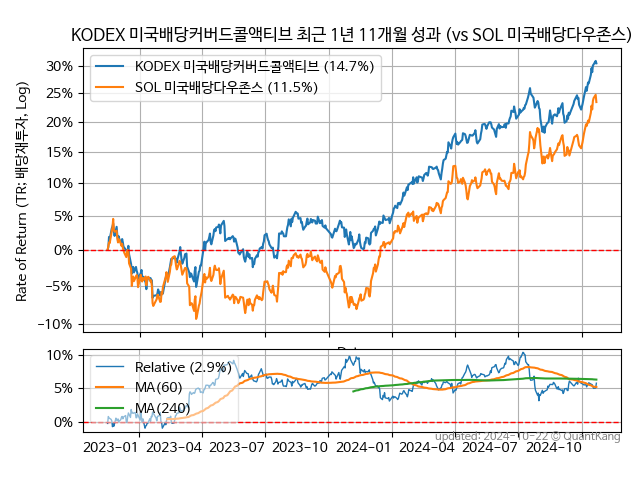 KODEX 미국배당커버드콜액티브 최근 1년 11개월 성과 (vs SOL 미국배당다우존스)
KODEX 미국배당커버드콜액티브 (14.7%)
SOL 미국배당다우존스 (11.5%)
Rate of Return (TR: 배당재투자, Log)
30%
25%
20%
15%
10%
5%
0%
−5%
−10%
10%
5%
0%
Relative (2.9%)
MA(60)
MA(240)
2023−01 2023−04 2023−07 2023−10 2024−01 2024−04 2024−07 2024−10
updated: 2024-10-22 © QuantKang